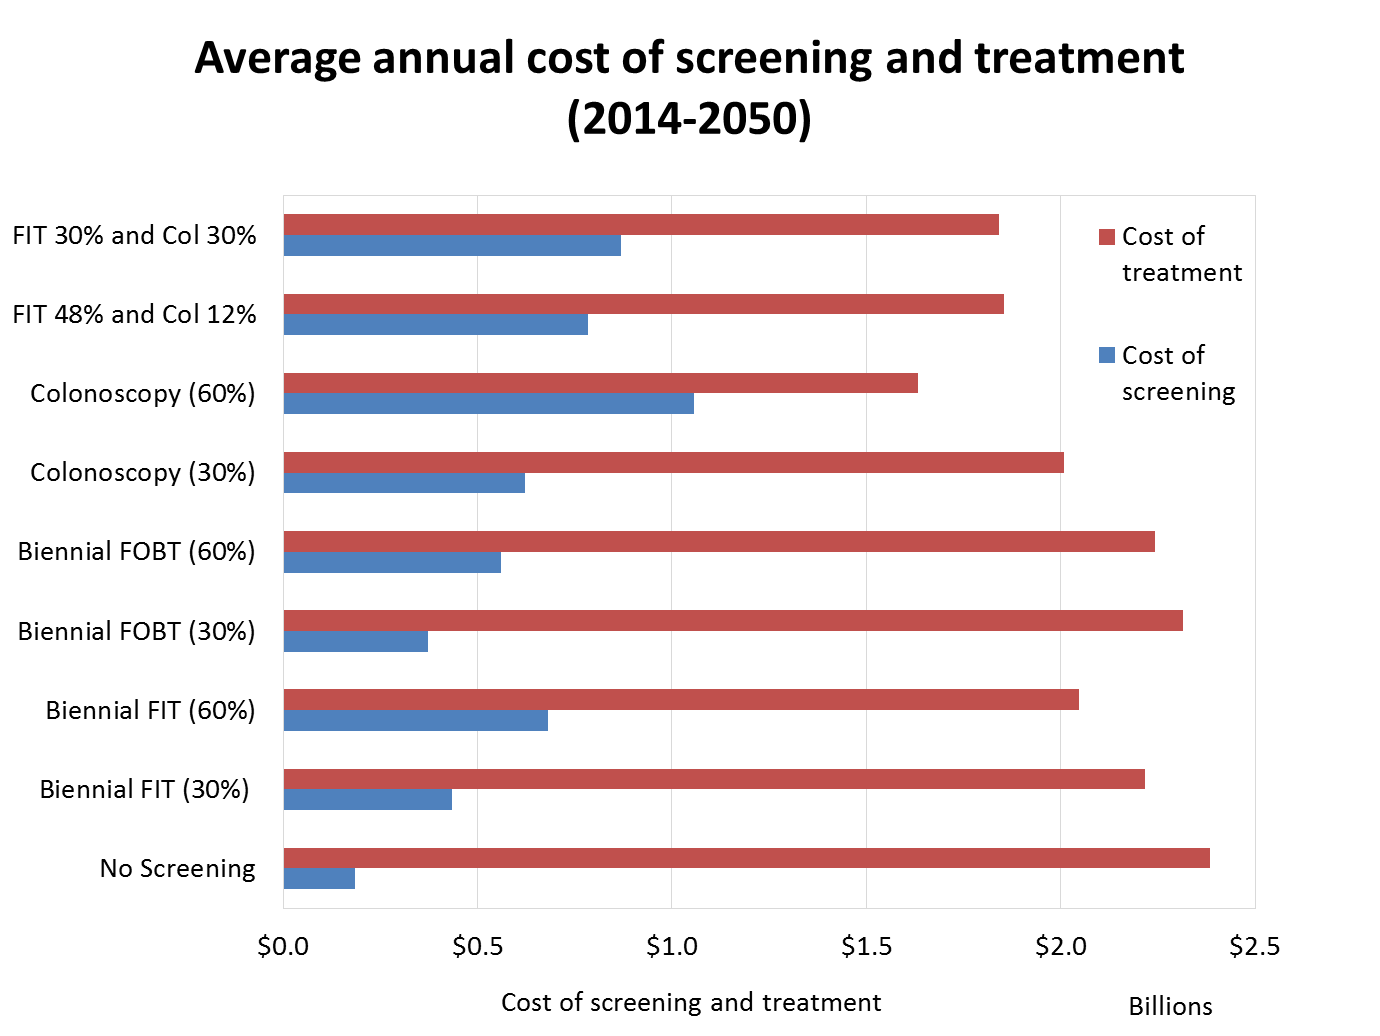 Average annual cost of screening and treatment
(2014-2050)
FIT 30% and Col 30%
FIT 48% and Col 12%
Colonoscopy (60%)
Colonoscopy (30%)
Biennial FOBT (60%)
Biennial FOBT (30%)
Biennial FIT (60%)
Biennial FIT (30%)
No Screening
Cost of
treatment
Cost of
screening
$0.0 $0.5 $1.0 $1.5 $2.0 $2.5
Cost of screening and treatment
Billions